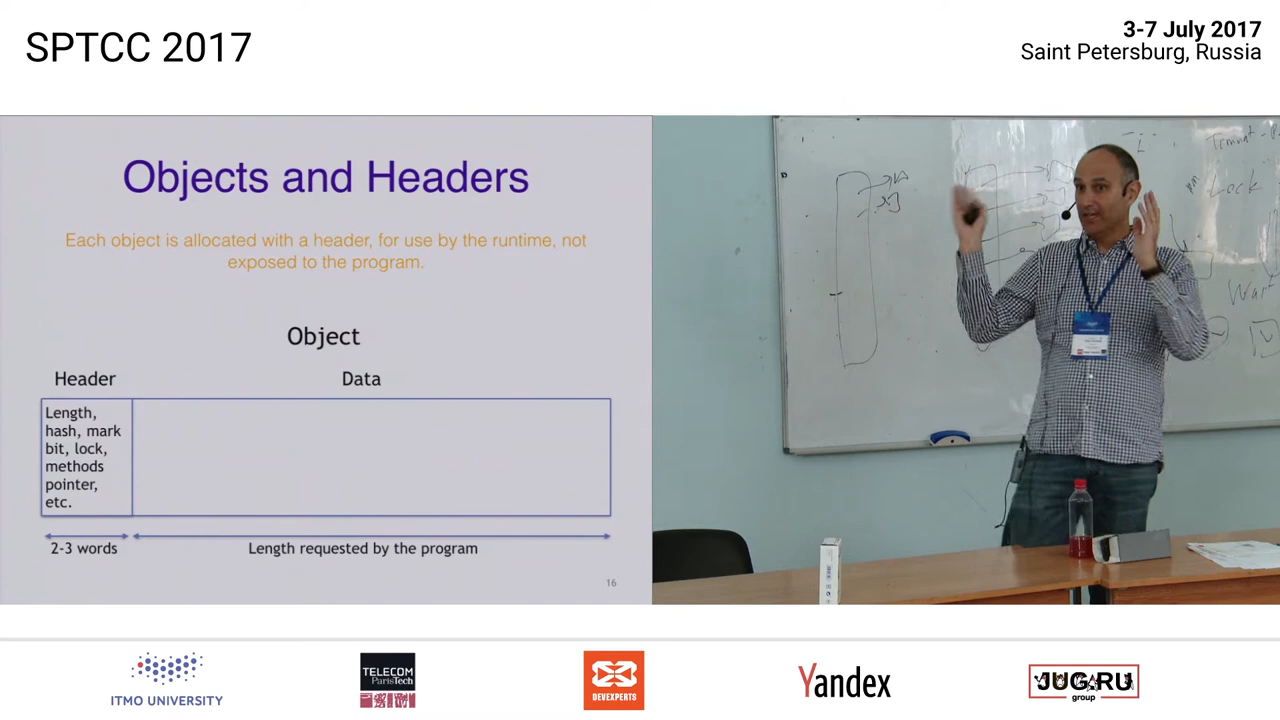 SPTCC 2017
3-7 July 2017
Saint Petersburg, Russia
Objects and Headers
Each object is allocated with a header, for use by the runtime, not
exposed to the program.
Object
Header
Data
Length,
hash, mark
bit, lock,
methods
pointer,
etc.
2-3 words
Length requested by the program
16
Lock
ITMO UNIVERSITY
TELECOM
ParisTech
DEVEXPERTS
Yandex
JUG.RU
group